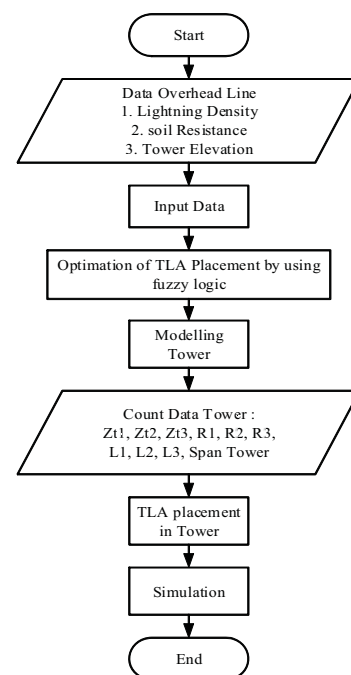 Start
Data Overhead Line
1. Lightning Density
2. soil Resistance
3. Tower Elevation
Input Data
Optimation of TLA Placement by using
fuzzy logic
Modelling
Tower
Count Data Tower :
Zt1, Zt2, Zt3, R1, R2, R3,
L1, L2, L3, Span Tower
TLA placement
in Tower
Simulation
End